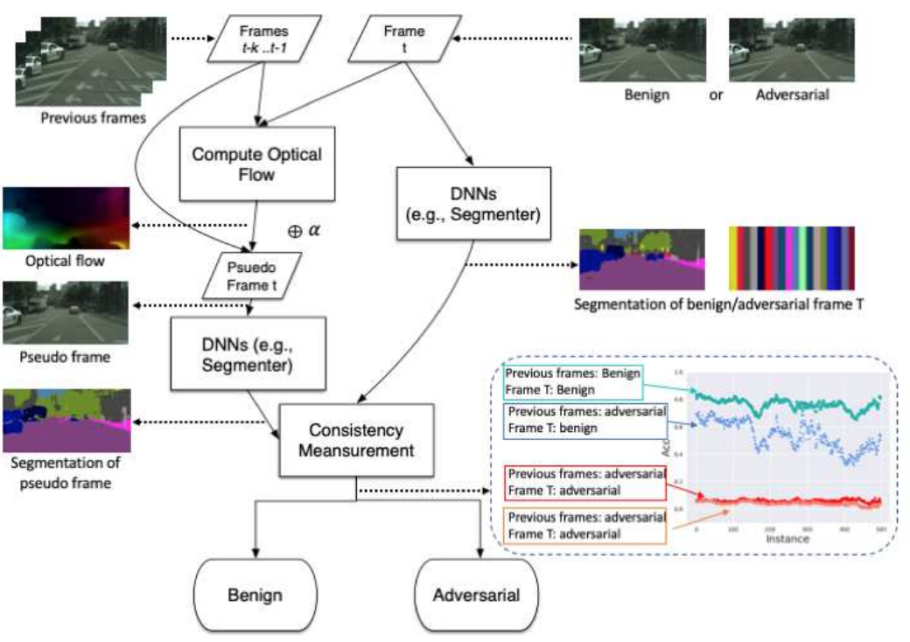 Frames
t-k ..t-1
Frame
t
Previous frames
Benign or Adversarial
Compute Optical
Flow
DNNs
(e.g., Segmenter)
⊕ α
Optical flow
Psuedo
Frame t
Segmentation of benign/adversarial frame T
Pseudo frame
DNNs (e.g.,
Segmenter)
Segmentation of
pseudo frame
Consistency
Meansurement
Previous frames: Benign
Frame T: Benign
Previous frames: adversarial
Frame T: benign
Previous frames: adversarial
Frame T: adversarial
Previous frames: adversarial
Frame T: adversarial
Acc
1.0
0.8
0.6
0.4
0.2
0.0
0 100 200 300 400 500
Instance
Benign
Adversarial